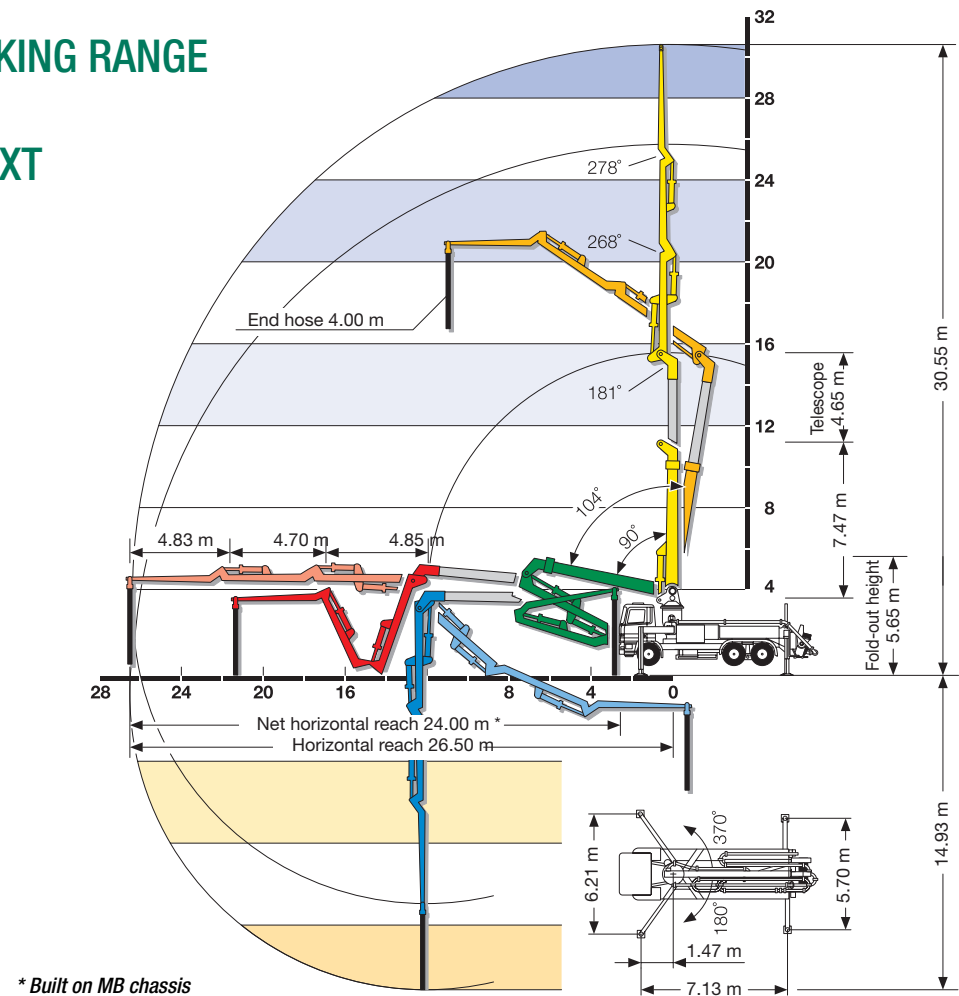 KING RANGE
XT
32
28
24
20
16
12
8
4
278°
268°
181°
End hose 4.00 m
104°
90°
Telescope
4.65 m
7.47 m
30.55 m
Fold-out height
5.65 m
14.93 m
4.83 m
4.70 m
4.85 m
28
24
20
16
8
4
0
Net horizontal reach 24.00 m *
Horizontal reach 26.50 m
6.21 m
370°
180°
5.70 m
1.47 m
7.13 m
* Built on MB chassis